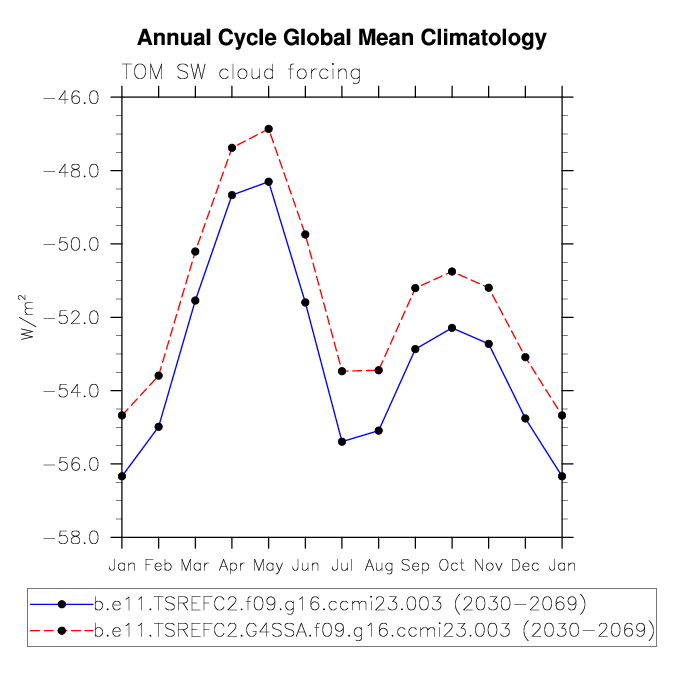 Annual Cycle Global Mean Climatology
TOM SW cloud forcing
−46.0
−48.0
−50.0
−52.0
−54.0
−56.0
−58.0
W/m²
Jan Feb Mar Apr May Jun Jul Aug Sep Oct Nov Dec Jan
b.e11.TSREFC2.f09.g16.ccmi23.003 (2030−2069)
b.e11.TSREFC2.G4SSA.f09.g16.ccmi23.003 (2030−2069)